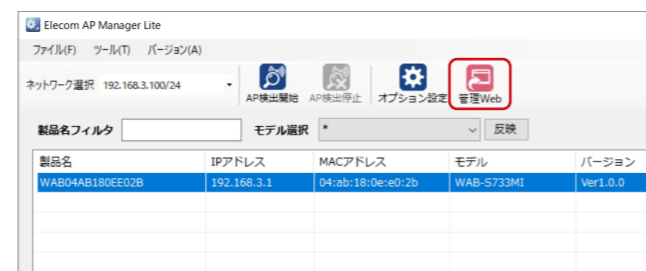 Elecom AP Manager Lite
ファイル(F) ツール(T) バージョン(A)
ネットワーク選択 192.168.3.100/24 AP検出開始 AP検出停止 オプション設定 管理Web
製品名フィルタ モデル選択 * 反映
製品名 IPアドレス MACアドレス モデル バージョン
WAB04AB180EE02B 192.168.3.1 04:ab:18:0e:e0:2b WAB-S733MI Ver1.0.0